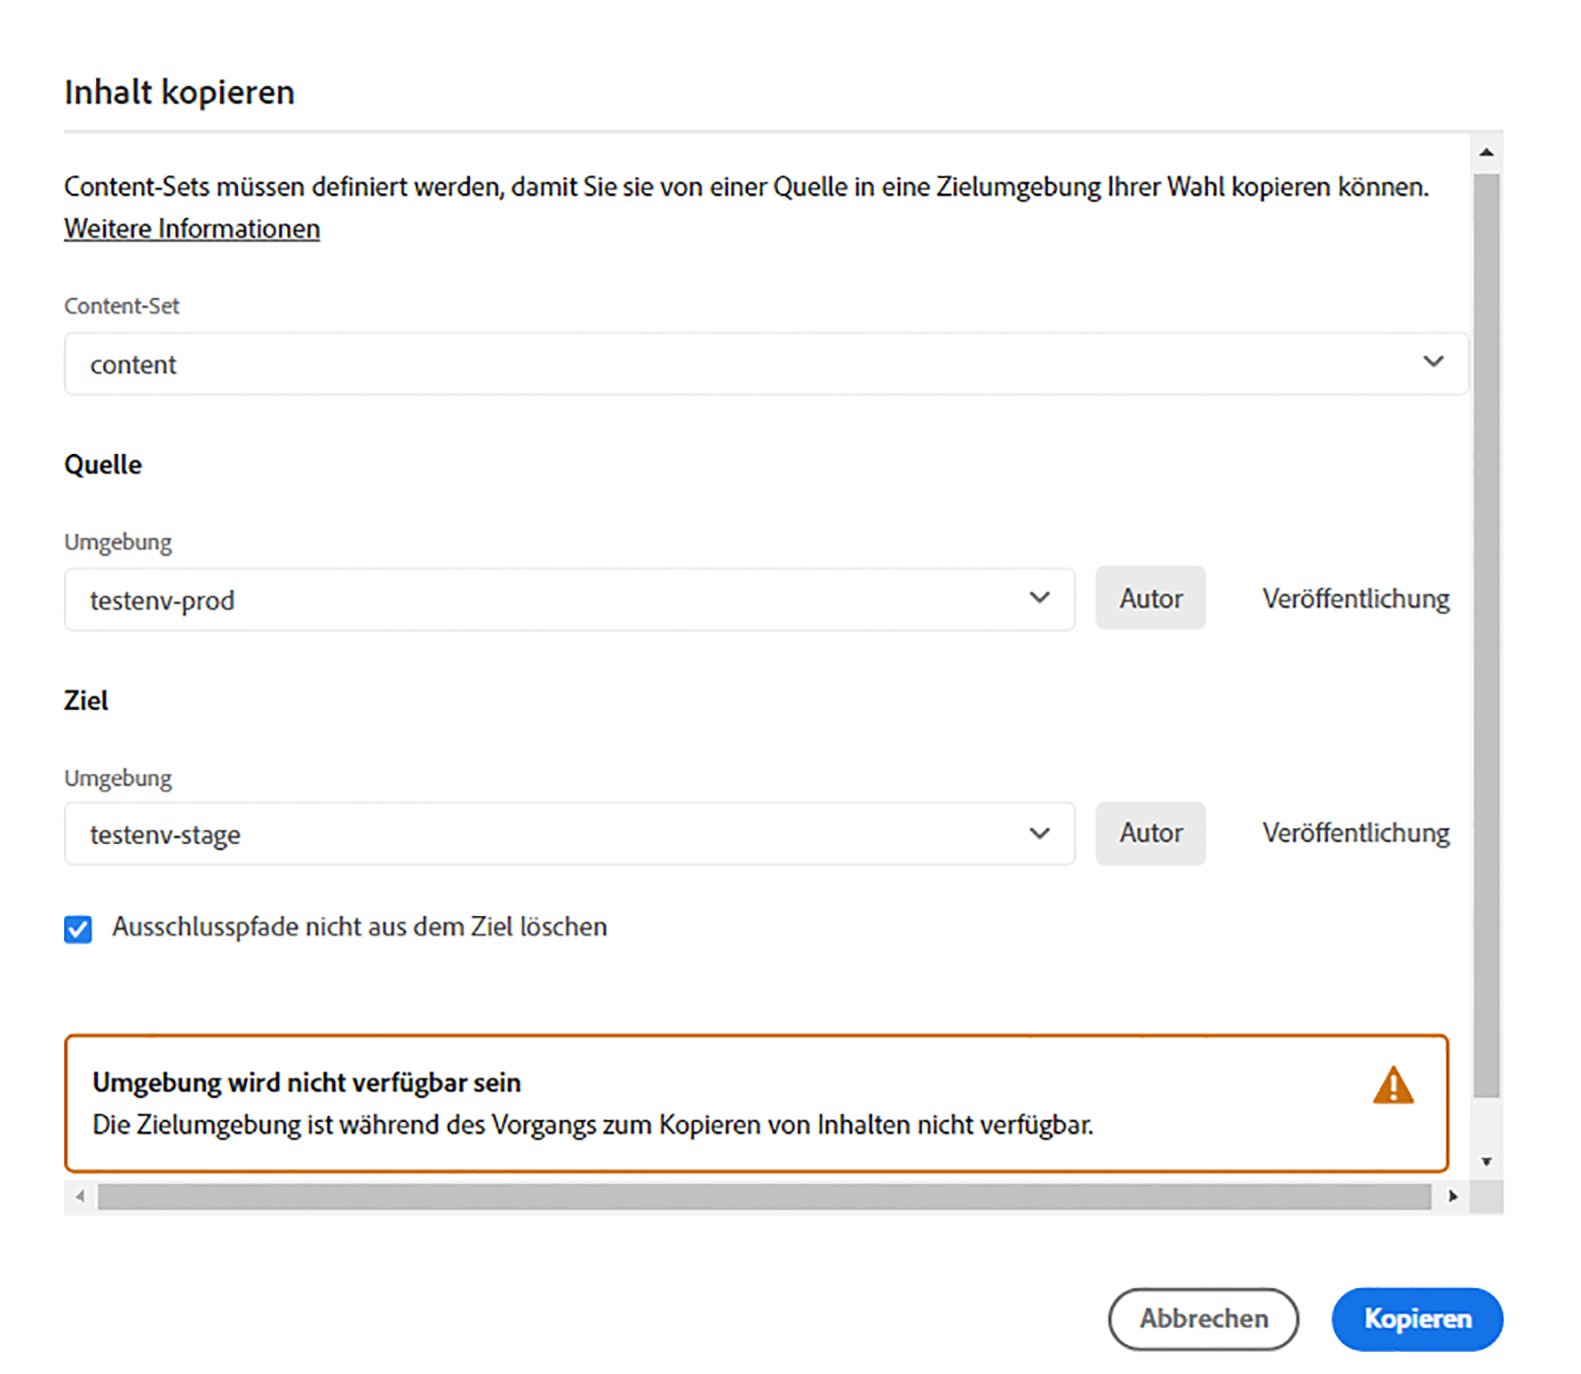 Inhalt kopieren
Content-Sets müssen definiert werden, damit Sie sie von einer Quelle in eine Zielumgebung Ihrer Wahl kopieren können.
Weitere Informationen
Content-Set
content
Quelle
Umgebung
testenv-prod
Autor
Veröffentlichung
Ziel
Umgebung
testenv-stage
Autor
Veröffentlichung
Ausschlusspfade nicht aus dem Ziel löschen
Umgebung wird nicht verfügbar sein
Die Zielumgebung ist während des Vorgangs zum Kopieren von Inhalten nicht verfügbar.
Abbrechen
Kopieren